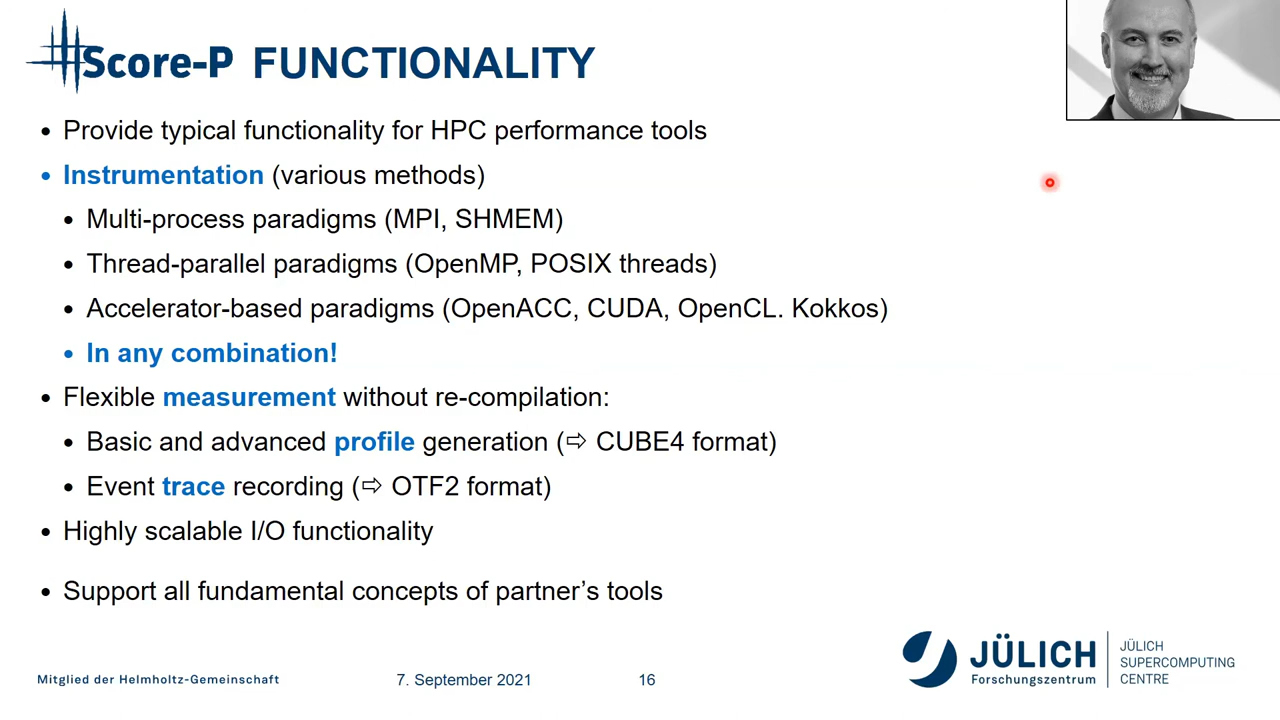 Score-P FUNCTIONALITY
• Provide typical functionality for HPC performance tools
• Instrumentation (various methods)
• Multi-process paradigms (MPI, SHMEM)
• Thread-parallel paradigms (OpenMP, POSIX threads)
• Accelerator-based paradigms (OpenACC, CUDA, OpenCL. Kokkos)
• In any combination!
• Flexible measurement without re-compilation:
• Basic and advanced profile generation (⇨ CUBE4 format)
• Event trace recording (⇨ OTF2 format)
• Highly scalable I/O functionality
• Support all fundamental concepts of partner’s tools
Mitglied der Helmholtz-Gemeinschaft
7. September 2021
16
JÜLICH
Forschungszentrum
JÜLICH
SUPERCOMPUTING
CENTRE